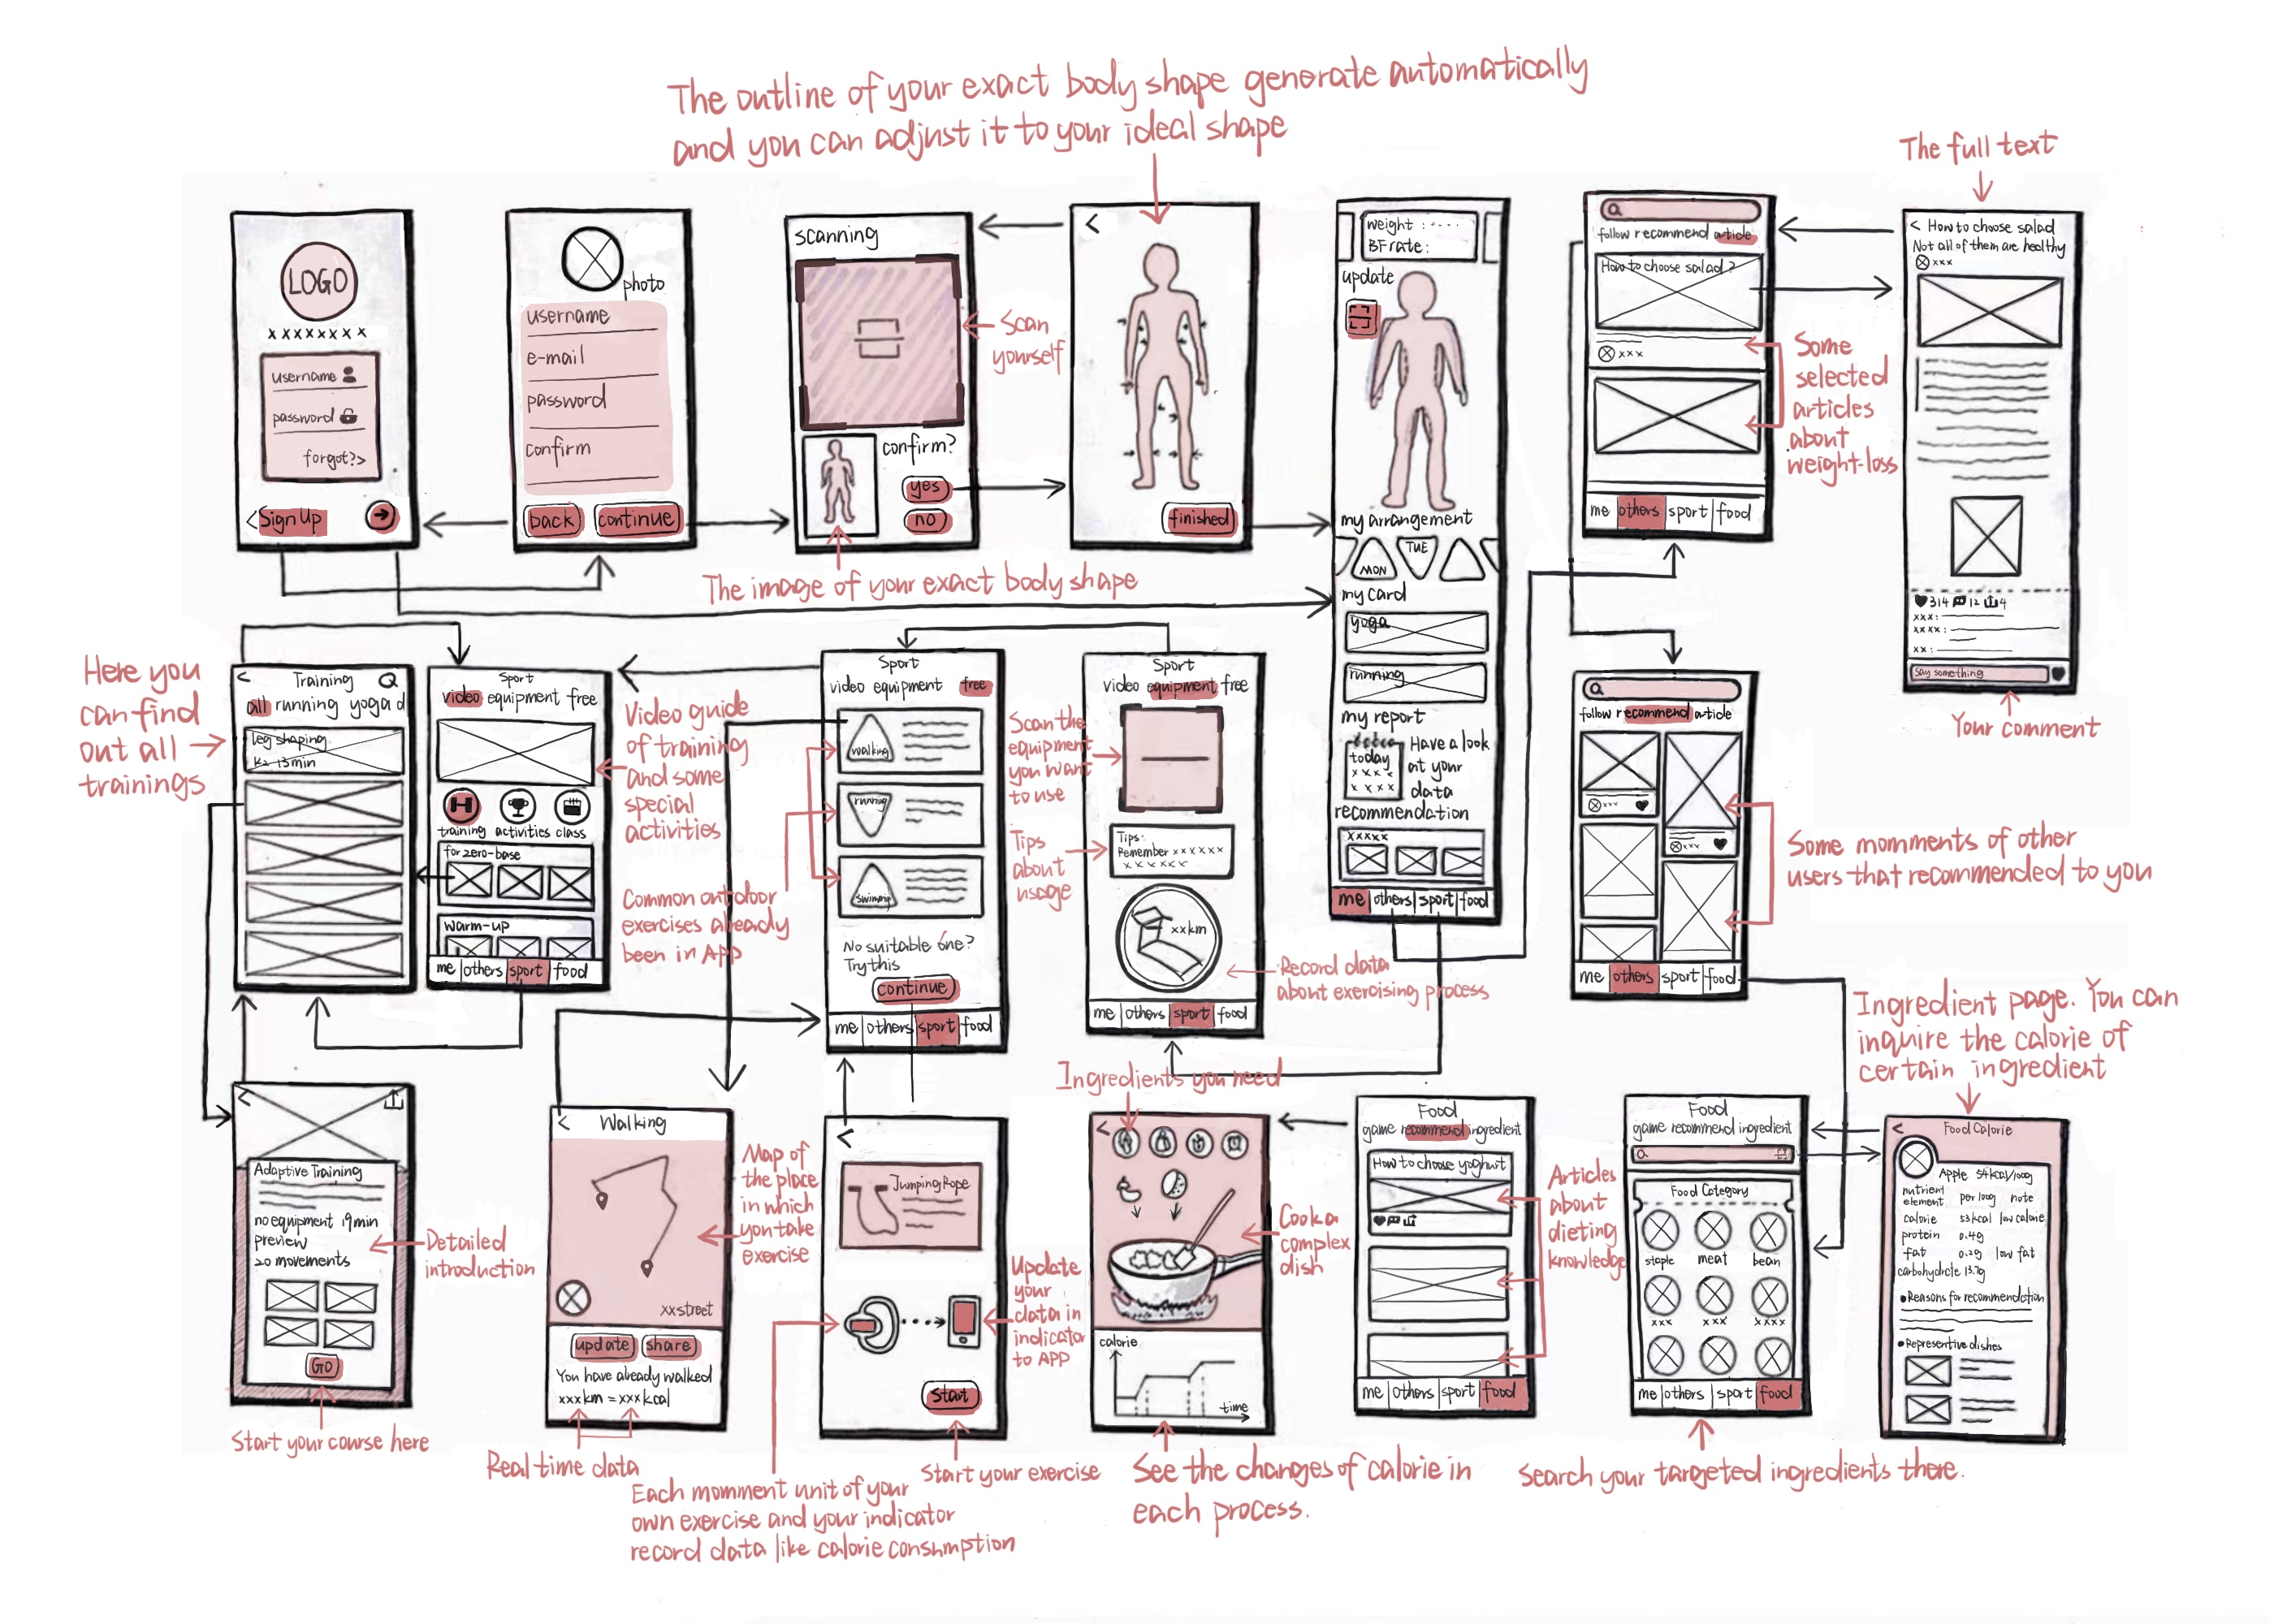 The outline of your exact body shape generate automatically
and you can adjust it to your ideal shape
The full text
LOGO
xxxxxxxx
username
password
forgot?>
<Sign Up
photo
username
e-mail
password
confirm
back
continue
scanning
confirm?
yes
no
Scan
yourself
The image of your exact body shape
<
finished
weight : ----
BF rate:
update
my arrangement
MON
TUE
my card
yoga
running
my report
today
xxxx
xxxx
Have a look
at your
data
recommendation
xxxxx
me others sport food
follow recommend article
How to choose salad?
xxx
me others sport food
Some
selected
articles
about
weight-loss
< How to choose salad
Not all of them are healthy
xxx
314 12 4
xxx:
xxxx:
xx:
Say something
Your comment
Here you
can find
out all
trainings
< Training
all running yoga d
leg shaping
K2 13min
Sport
video equipment free
training activities class
for zero-base
warm-up
me others sport food
Video guide
of training
and some
special
activities
Common outdoor
exercises already
been in APP
Sport
video equipment free
walking
running
swimming
No suitable one?
Try this
continue
me others sport food
Scan the
equipment
you want
to use
Tips
about
usage
Sport
video equipment free
Tips:
Remember xxxxxx
xxxxxx
xxkm
me others sport food
Record data
about exercising process
follow recommend article
xxx
xxx
me others sport food
Some momments of other
users that recommended to you
Ingredient page. You can
inquire the calorie of
certain ingredient
<
Adaptive Training
no equipment 19min
preview
20 movements
GO
Detailed
introduction
Start your course here
< Walking
xxstreet
update
share
You have already walked
xxxkm = xxxkcal
Map of
the place
in which
you take
exercise
Real time data
<
Jumping Rope
Start
Update
your
data in
indicator
to APP
Each momment unit of your
own exercise and your indicator
record data like calorie consumption
Start your exercise
Ingredients you need
<
calorie
time
Cook a
complex
dish
See the changes of calorie in
each process.
Food
game recommend ingredient
How to choose yoghurt
me others sport food
Articles
about
dieting
knowledge
Food
game recommend ingredient
Food Category
staple meat bean
xxx xxx xxxx
me others sport food
Search your targeted ingredients there.
< Food Calorie
Apple 54kcal/100g
nutrient
element per 100g note
calorie 53kcal low calorie
protein 0.4g
fat 0.2g low fat
carbohydrate 13.7g
• Reasons for recommendation
• Representive dishes